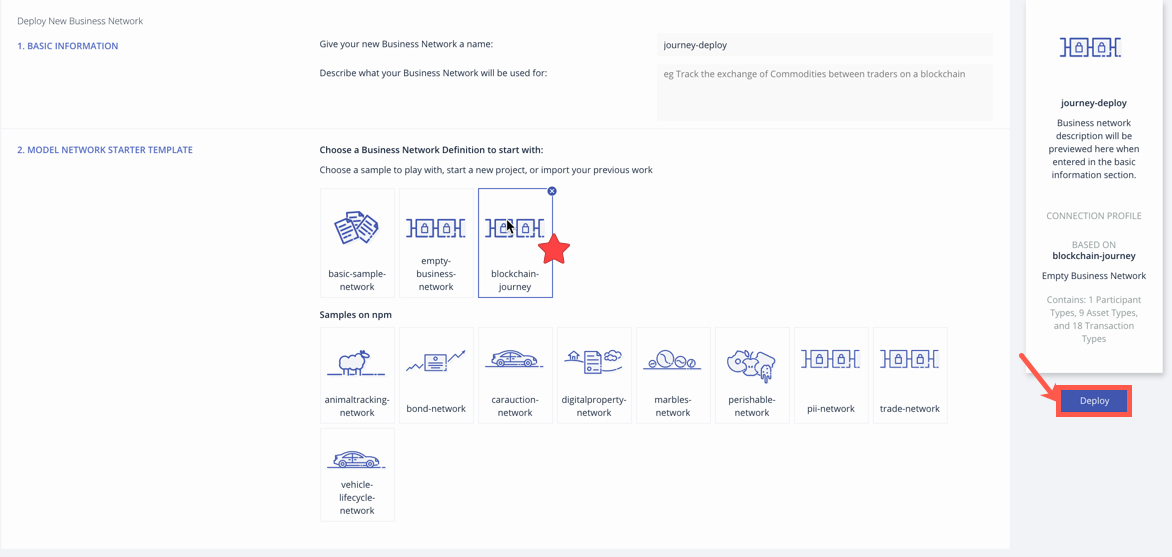 Deploy New Business Network
1. BASIC INFORMATION
Give your new Business Network a name:
journey-deploy
Describe what your Business Network will be used for:
eg Track the exchange of Commodities between traders on a blockchain
2. MODEL NETWORK STARTER TEMPLATE
Choose a Business Network Definition to start with:
Choose a sample to play with, start a new project, or import your previous work
basic-sample-
network
empty-
business-
network
blockchain-
journey
Samples on npm
animaltracking-
network
bond-network
carauction-
network
digitalproperty-
network
marbles-
network
perishable-
network
pii-network
trade-network
vehicle-
lifecycle-
network
journey-deploy
Business network
description will be
previewed here when
entered in the basic
information section.
CONNECTION PROFILE
BASED ON
blockchain-journey
Empty Business Network
Contains: 1 Participant
Types, 9 Asset Types,
and 18 Transaction
Types
Deploy